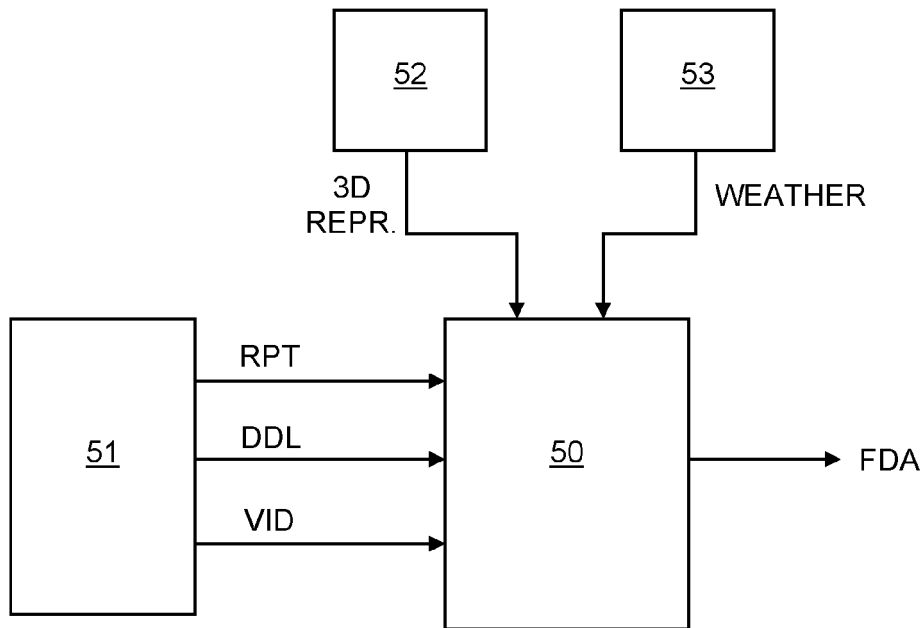 52
53
3D
REPR.
WEATHER
RPT
51
DDL
50
FDA
VID